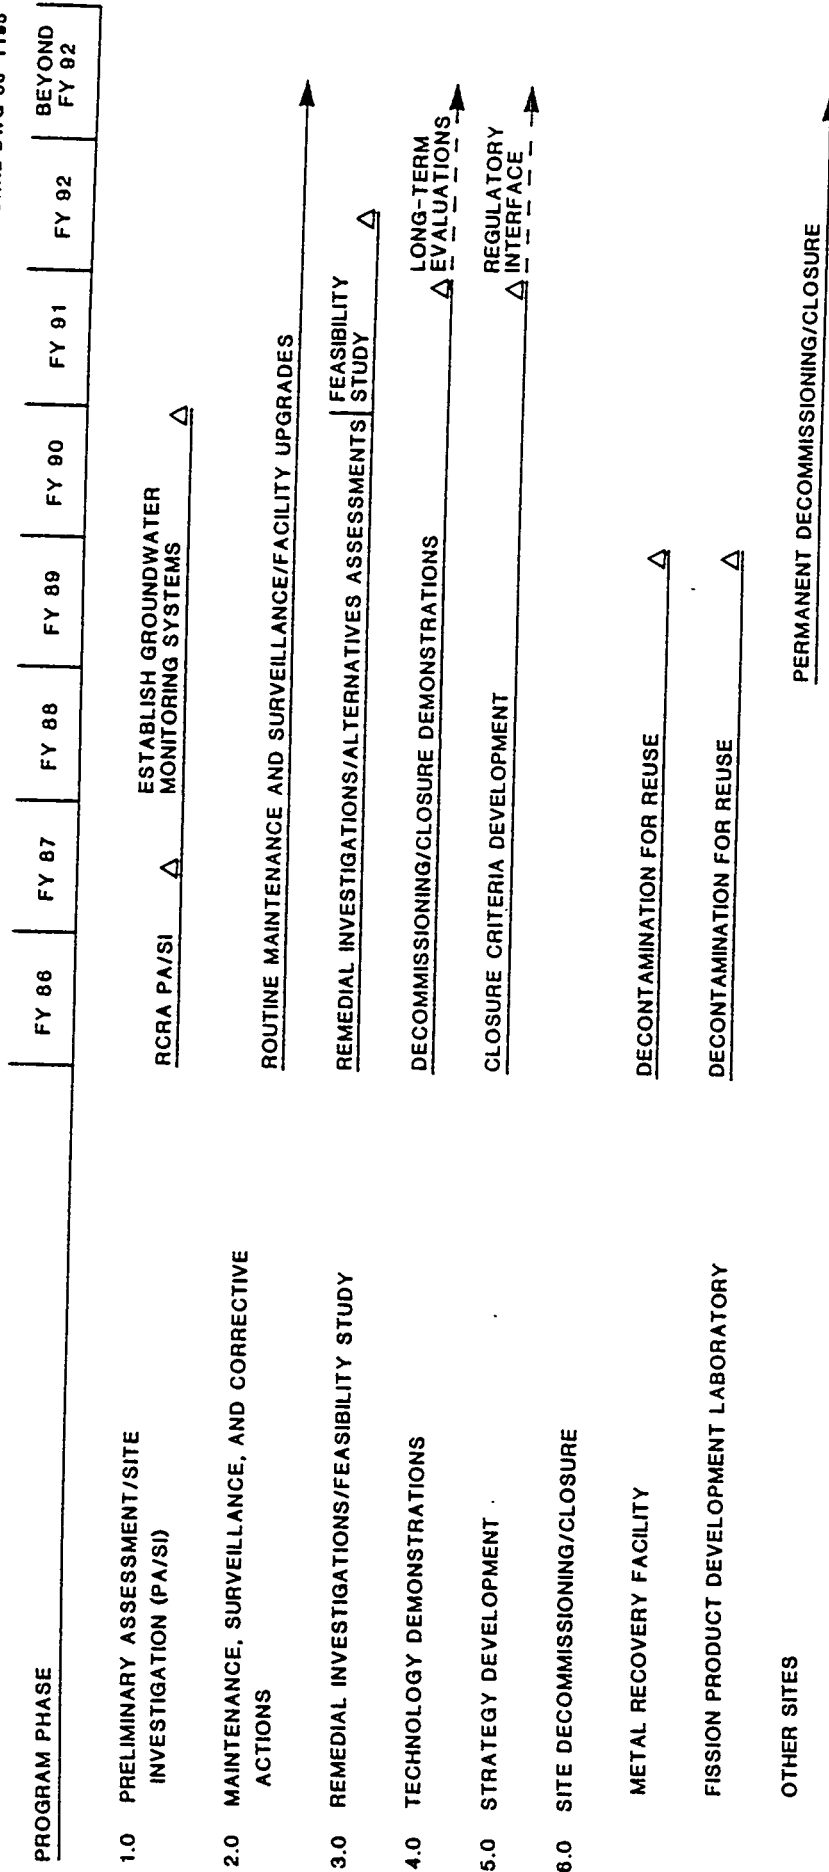 PROGRAM PHASE
FY 86
FY 87
FY 88
FY 89
FY 90
FY 91
FY 92
BEYOND
FY 92
1.0 PRELIMINARY ASSESSMENT/SITE
INVESTIGATION (PA/SI)
RCRA PA/SI
ESTABLISH GROUNDWATER
MONITORING SYSTEMS
2.0 MAINTENANCE, SURVEILLANCE, AND CORRECTIVE
ACTIONS
ROUTINE MAINTENANCE AND SURVEILLANCE/FACILITY UPGRADES
3.0 REMEDIAL INVESTIGATIONS/FEASIBILITY STUDY
REMEDIAL INVESTIGATIONS/ALTERNATIVES ASSESSMENTS
FEASIBILITY
STUDY
4.0 TECHNOLOGY DEMONSTRATIONS
DECOMMISSIONING/CLOSURE DEMONSTRATIONS
LONG-TERM
EVALUATIONS
5.0 STRATEGY DEVELOPMENT
CLOSURE CRITERIA DEVELOPMENT
REGULATORY
INTERFACE
6.0 SITE DECOMMISSIONING/CLOSURE
METAL RECOVERY FACILITY
DECONTAMINATION FOR REUSE
FISSION PRODUCT DEVELOPMENT LABORATORY
DECONTAMINATION FOR REUSE
OTHER SITES
PERMANENT DECOMMISSIONING/CLOSURE